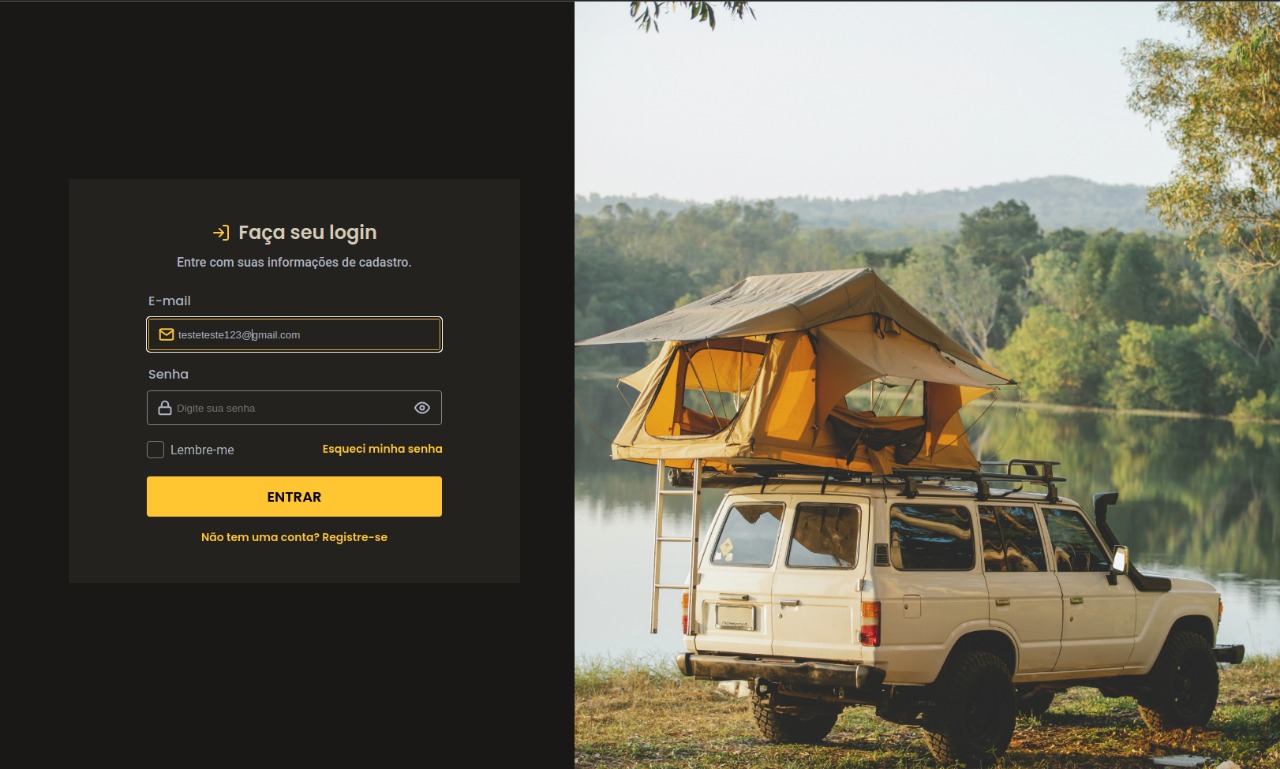 Faça seu login
Entre com suas informações de cadastro.
E-mail
testeteste123@gmail.com
Senha
Digite sua senha
Lembre-me
Esqueci minha senha
ENTRAR
Não tem uma conta? Registre-se